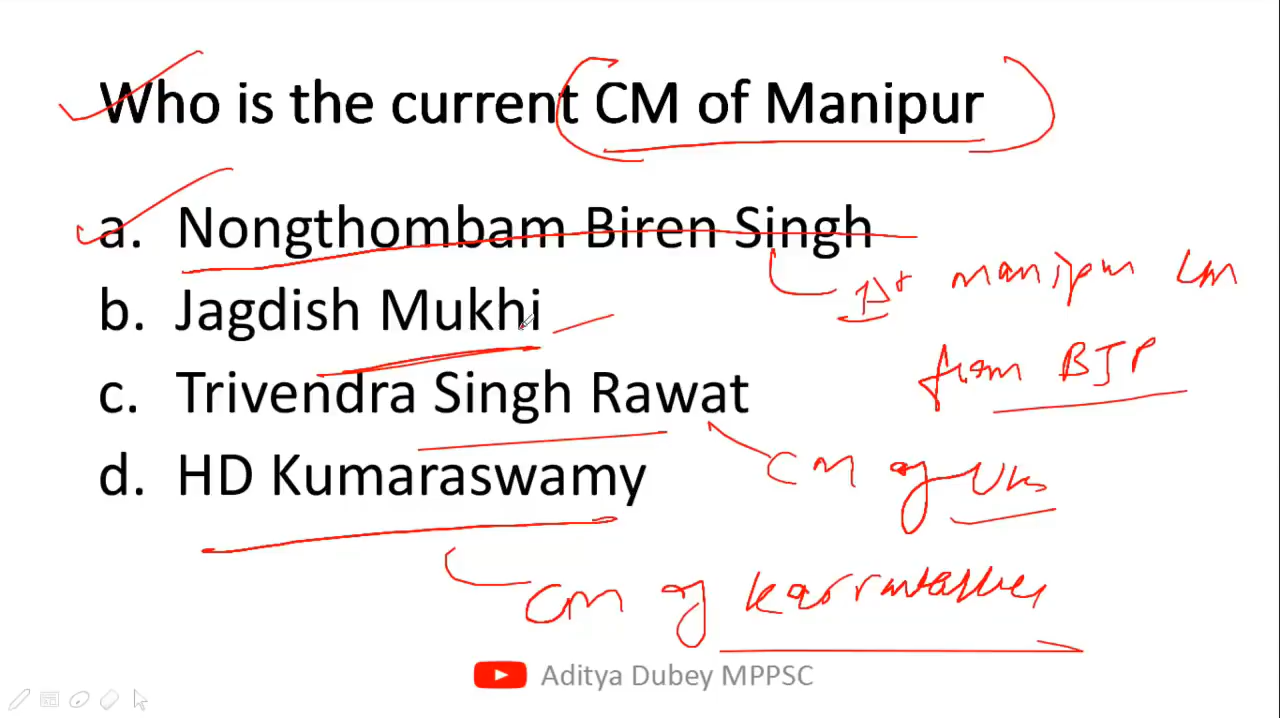 Who is the current CM of Manipur
a. Nongthombam Biren Singh
1st manipur CM
b. Jagdish Mukhi
from BJP
c. Trivendra Singh Rawat
CM of Uk
d. HD Kumaraswamy
CM of
Aditya Dubey MPPSC